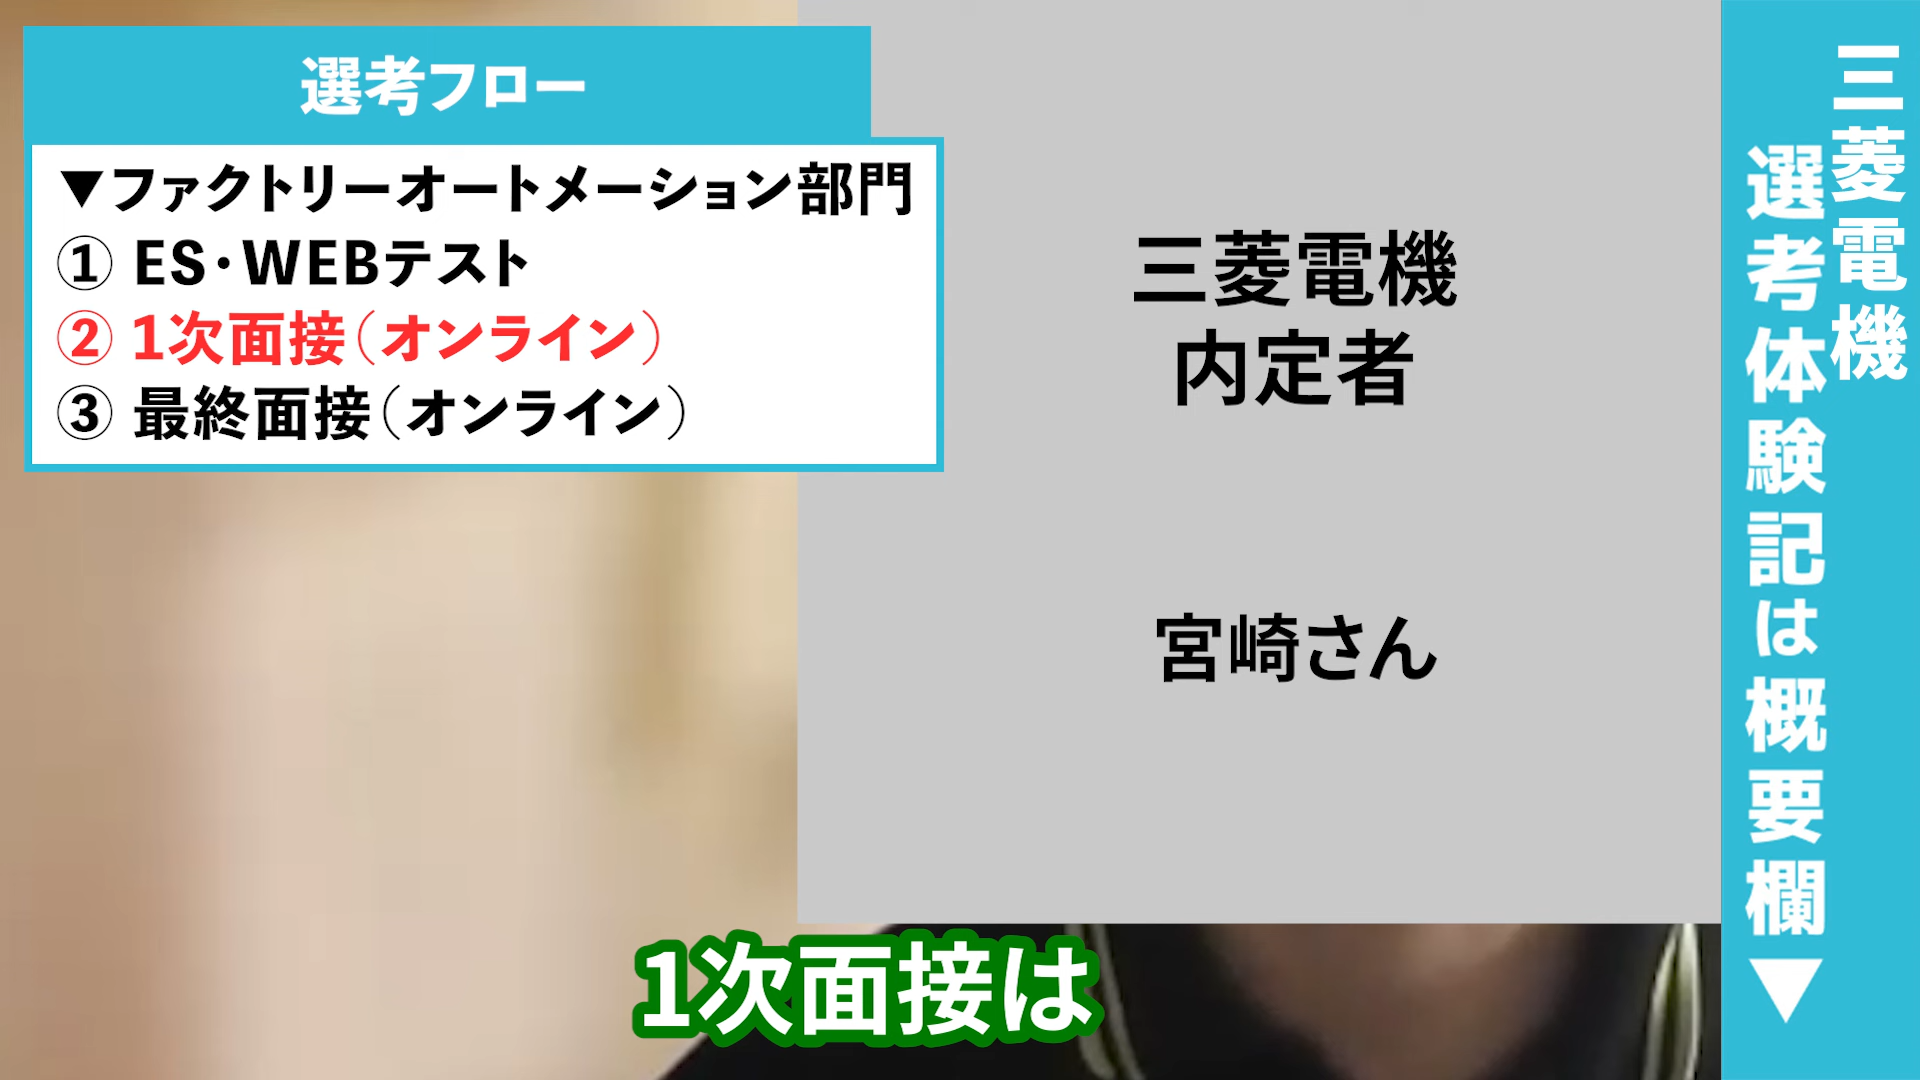 選考フロー
▼ファクトリーオートメーション部門
① ES・WEBテスト
② 1次面接（オンライン）
③ 最終面接（オンライン）
三菱電機
内定者
宮崎さん
三菱電機
選考体験記は概要欄▼
1次面接は